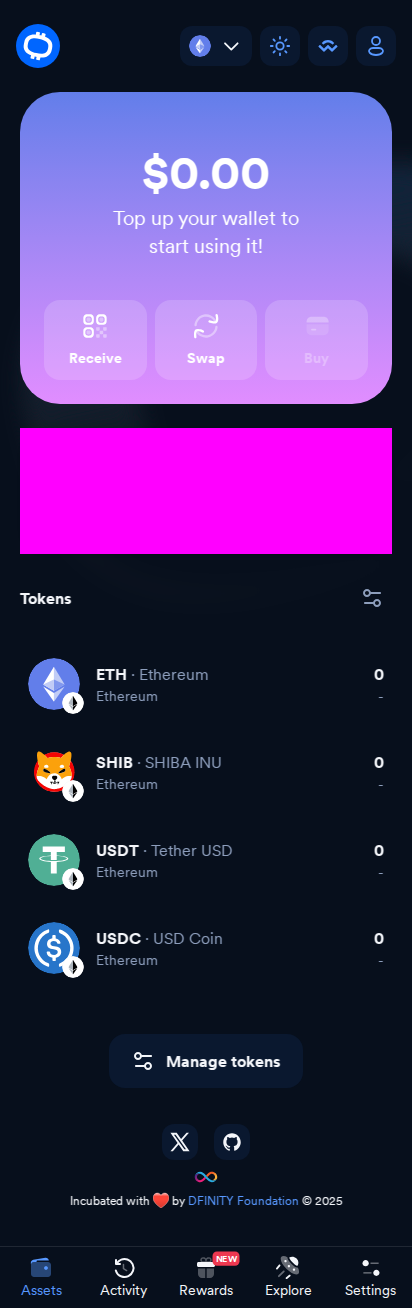 $0.00
Top up your wallet to
start using it!
Receive
Swap
Buy
Tokens
ETH · Ethereum
0
Ethereum
-
SHIB · SHIBA INU
0
Ethereum
-
USDT · Tether USD
0
Ethereum
-
USDC · USD Coin
0
Ethereum
-
Manage tokens
Incubated with ❤️ by DFINITY Foundation © 2025
NEW
Assets
Activity
Rewards
Explore
Settings